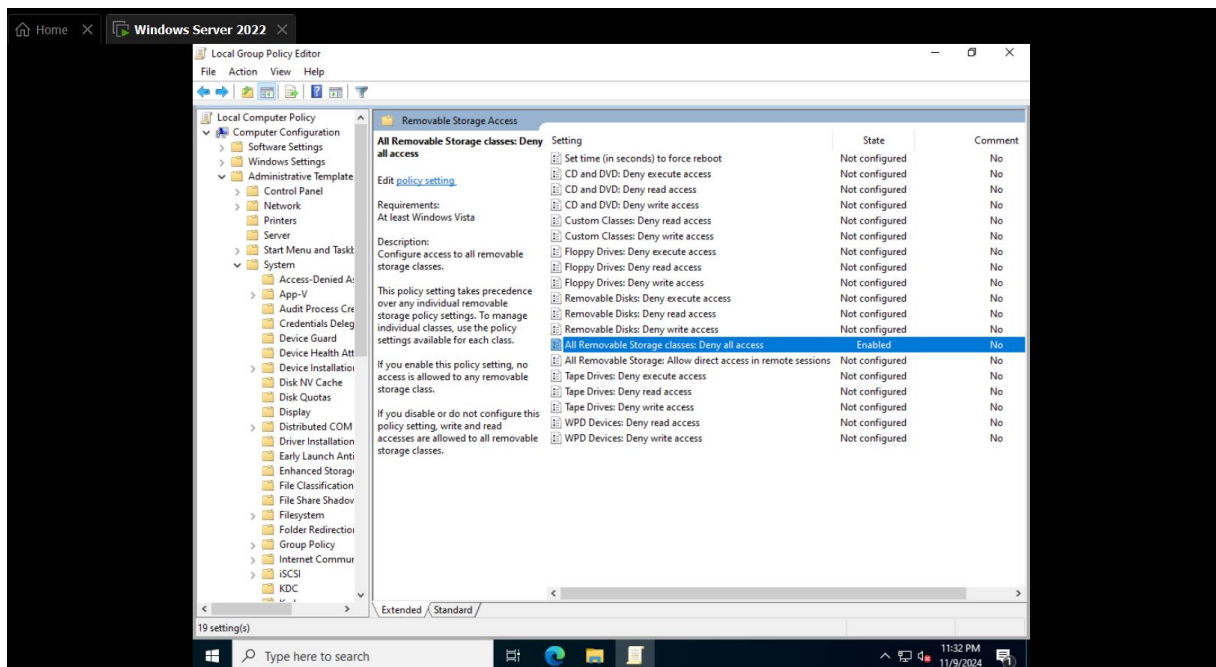 Home
Windows Server 2022
Local Group Policy Editor
File Action View Help
Local Computer Policy
Computer Configuration
Software Settings
Windows Settings
Administrative Template
Control Panel
Network
Printers
Server
Start Menu and Taskb
System
Access-Denied As
App-V
Audit Process Cre
Credentials Deleg
Device Guard
Device Health Att
Device Installation
Disk NV Cache
Disk Quotas
Display
Distributed COM
Driver Installation
Early Launch Anti
Enhanced Storag
File Classification
File Share Shadov
Filesystem
Folder Redirection
Group Policy
Internet Commur
iSCSI
KDC
Removable Storage Access
All Removable Storage classes: Deny
all access
Edit policy setting
Requirements:
At least Windows Vista
Description:
Configure access to all removable
storage classes.
This policy setting takes precedence
over any individual removable
storage policy settings. To manage
individual classes, use the policy
settings available for each class.
If you enable this policy setting, no
access is allowed to any removable
storage class.
If you disable or do not configure this
policy setting, write and read
accesses are allowed to all removable
storage classes.
Setting State Comment
Set time (in seconds) to force reboot Not configured No
CD and DVD: Deny execute access Not configured No
CD and DVD: Deny read access Not configured No
CD and DVD: Deny write access Not configured No
Custom Classes: Deny read access Not configured No
Custom Classes: Deny write access Not configured No
Floppy Drives: Deny execute access Not configured No
Floppy Drives: Deny read access Not configured No
Floppy Drives: Deny write access Not configured No
Removable Disks: Deny execute access Not configured No
Removable Disks: Deny read access Not configured No
Removable Disks: Deny write access Not configured No
All Removable Storage classes: Deny all access Enabled No
All Removable Storage: Allow direct access in remote sessions Not configured No
Tape Drives: Deny execute access Not configured No
Tape Drives: Deny read access Not configured No
Tape Drives: Deny write access Not configured No
WPD Devices: Deny read access Not configured No
WPD Devices: Deny write access Not configured No
Extended Standard
19 setting(s)
Type here to search
11:32 PM
11/9/2024